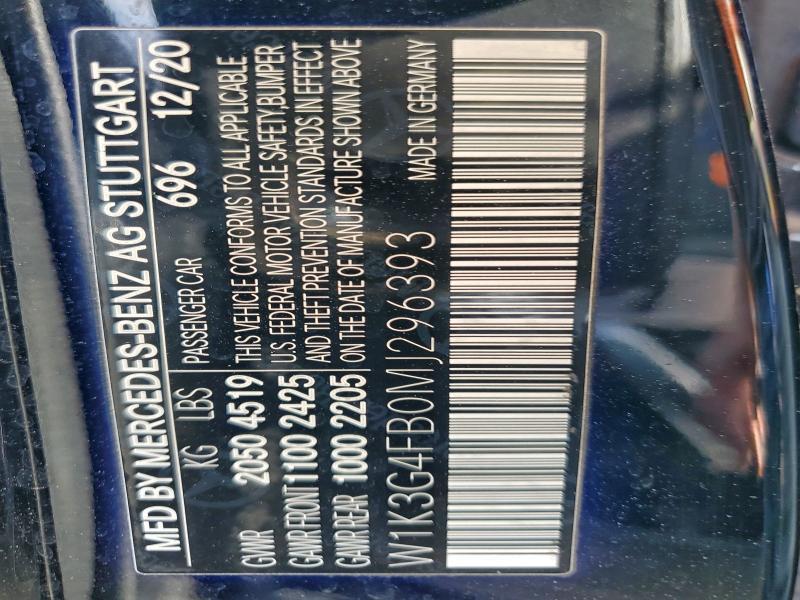 MFD BY MERCEDES-BENZ AG STUTTGART
KG LBS PASSENGER CAR 696 12/20
GVWR 2050 4519 THIS VEHICLE CONFORMS TO ALL APPLICABLE
GAWR FRONT 1100 2425 U.S. FEDERAL MOTOR VEHICLE SAFETY,BUMPER
GAWR REAR 1000 2205 AND THEFT PREVENTION STANDARDS IN EFFECT
ON THE DATE OF MANUFACTURE SHOWN ABOVE
W1K3G4FB0MJ296393 MADE IN GERMANY